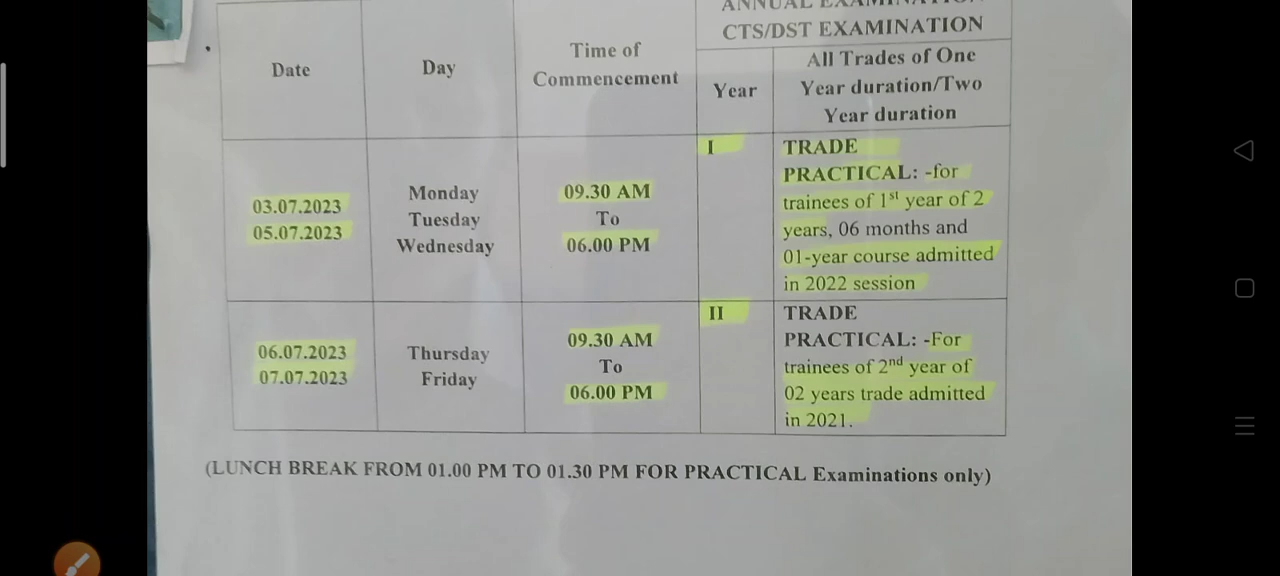 ANNUAL EXAMINATION
CTS/DST EXAMINATION
Date
Day
Time of
Commencement
Year
All Trades of One
Year duration/Two
Year duration
03.07.2023
05.07.2023
Monday
Tuesday
Wednesday
09.30 AM
To
06.00 PM
I
TRADE
PRACTICAL: -for
trainees of 1st year of 2
years, 06 months and
01-year course admitted
in 2022 session
06.07.2023
07.07.2023
Thursday
Friday
09.30 AM
To
06.00 PM
II
TRADE
PRACTICAL: -For
trainees of 2nd year of
02 years trade admitted
in 2021.
(LUNCH BREAK FROM 01.00 PM TO 01.30 PM FOR PRACTICAL Examinations only)